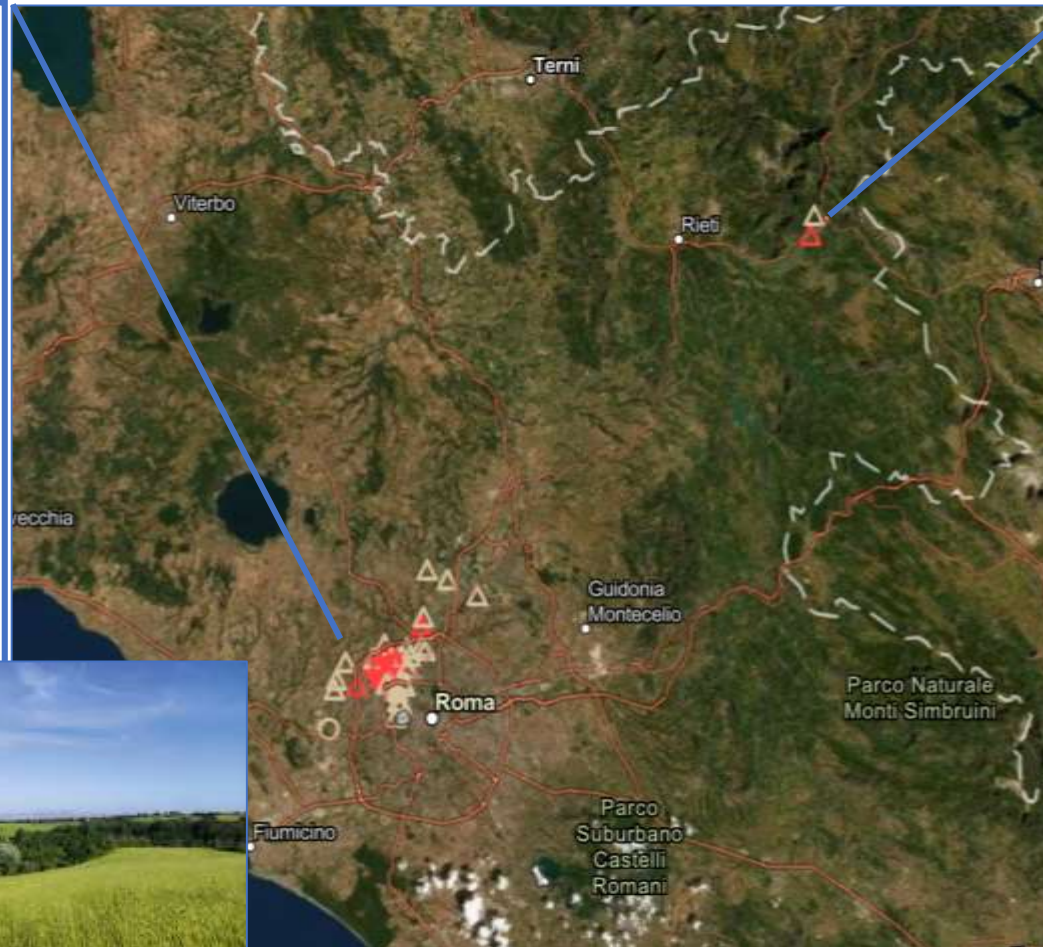 Terni
Viterbo
Rieti
vecchia
Guidonia
Montecelio
Roma
Parco Naturale
Monti Simbruini
Fiumicino
Parco
Suburbano
Castelli
Romani